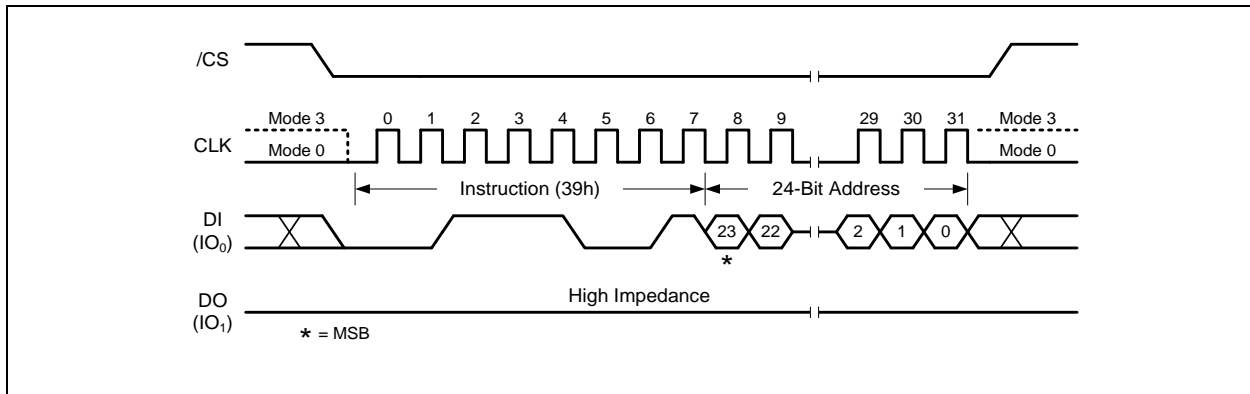 /CS
Mode 3 0 1 2 3 4 5 6 7 8 9 29 30 31 Mode 3
CLK
Mode 0 Mode 0
Instruction (39h) 24-Bit Address
DI
(IO₀)
23 22 2 1 0
*
High Impedance
DO
(IO₁)
* = MSB